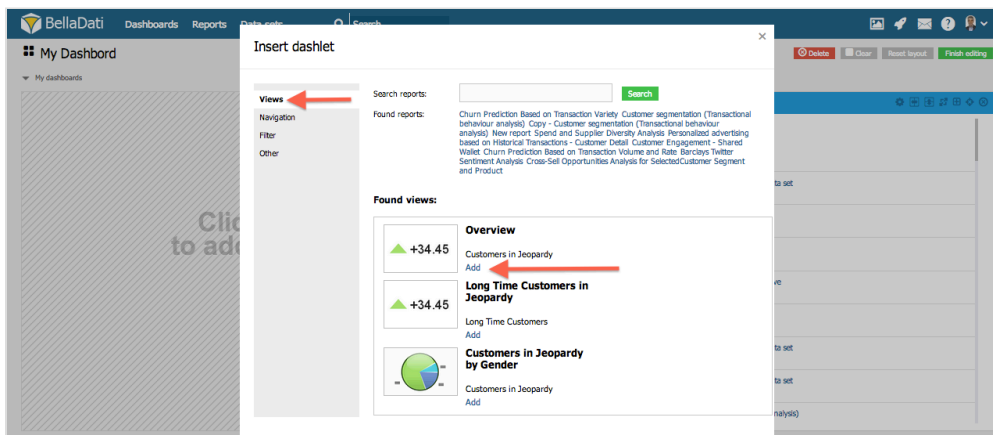 BellaDati
Dashboards Reports Data sets
Search
My Dashbord
Delete
Clear
Reset layout
Finish editing
My dashboards
Clic
to add
Insert dashlet
×
Views
Navigation
Filter
Other
Search reports:
Search
Found reports:
Churn Prediction Based on Transaction Variety Customer segmentation (Transactional
behaviour analysis) Copy - Customer segmentation (Transactional behaviour
analysis) New report Spend and Supplier Diversity Analysis Personalized advertising
based on Historical Transactions - Customer Detail Customer Engagement - Shared
Wallet Churn Prediction Based on Transaction Volume and Rate Barclays Twitter
Sentiment Analysis Cross-Sell Opportunities Analysis for SelectedCustomer Segment
and Product
Found views:
+34.45
Overview
Customers in Jeopardy
Add
+34.45
Long Time Customers in
Jeopardy
Long Time Customers
Add
Customers in Jeopardy
by Gender
Customers in Jeopardy
Add
ta set
ve
ta set
ta set
nalysis)